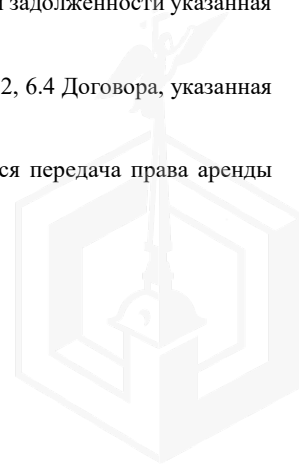 задолженности указанная
2, 6.4 Договора, указанная
ся передача права аренды